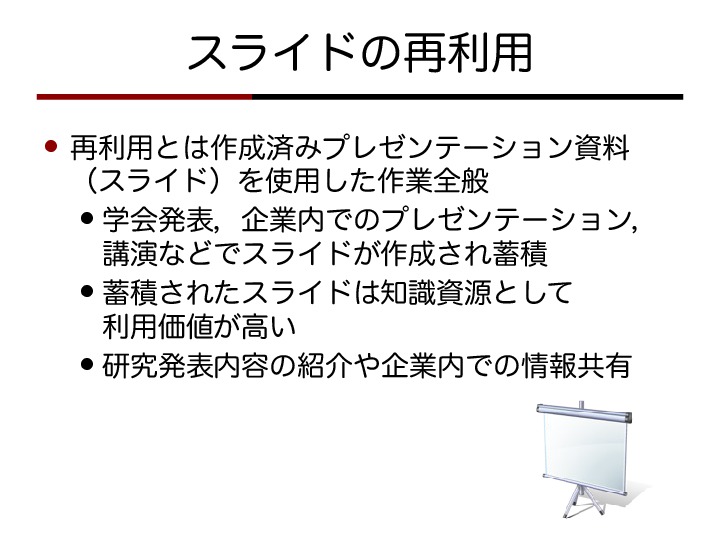 スライドの再利用
再利用とは作成済みプレゼンテーション資料
（スライド）を使用した作業全般
学会発表，企業内でのプレゼンテーション，
講演などでスライドが作成され蓄積
蓄積されたスライドは知識資源として
利用価値が高い
研究発表内容の紹介や企業内での情報共有